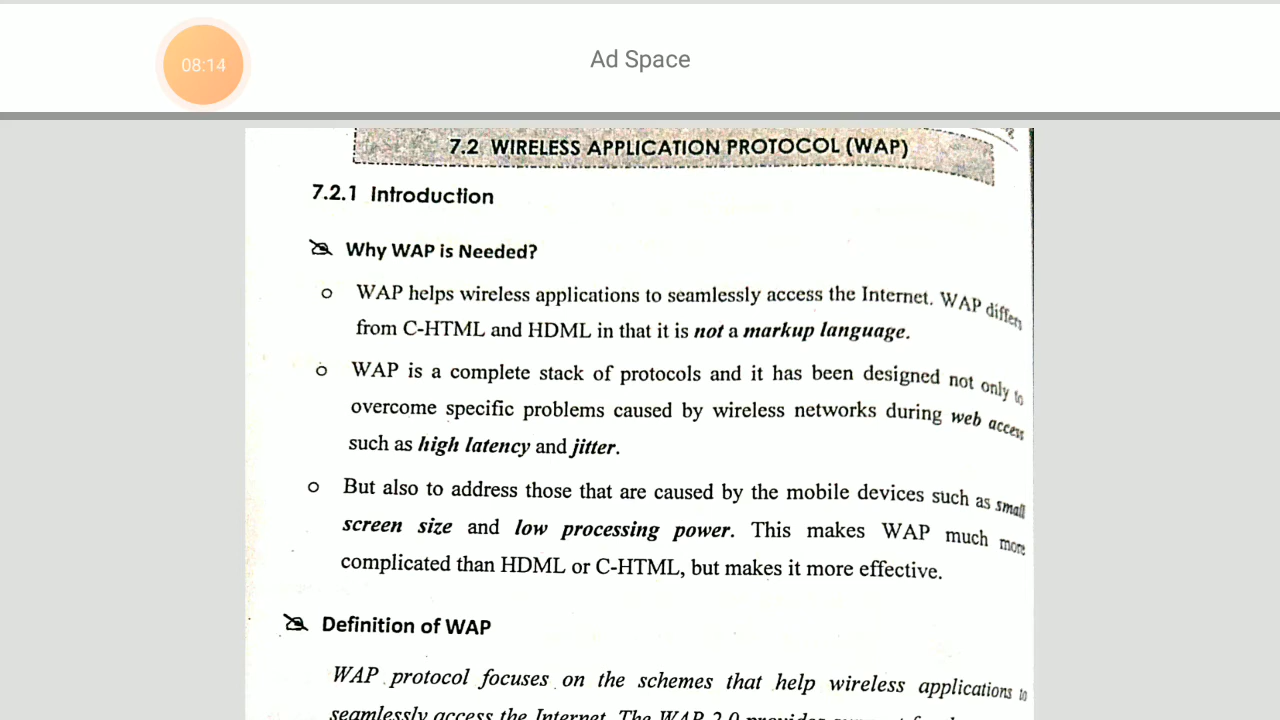 08:14
Ad Space
7.2 WIRELESS APPLICATION PROTOCOL (WAP)
7.2.1 Introduction
Why WAP is Needed?
o WAP helps wireless applications to seamlessly access the Internet. WAP differs
from C-HTML and HDML in that it is not a markup language.
o WAP is a complete stack of protocols and it has been designed not only to
overcome specific problems caused by wireless networks during web access
such as high latency and jitter.
o But also to address those that are caused by the mobile devices such as small
screen size and low processing power. This makes WAP much more
complicated than HDML or C-HTML, but makes it more effective.
Definition of WAP
WAP protocol focuses on the schemes that help wireless applications to
seamlessly access the Internet. The WAP 2.0 provides support for